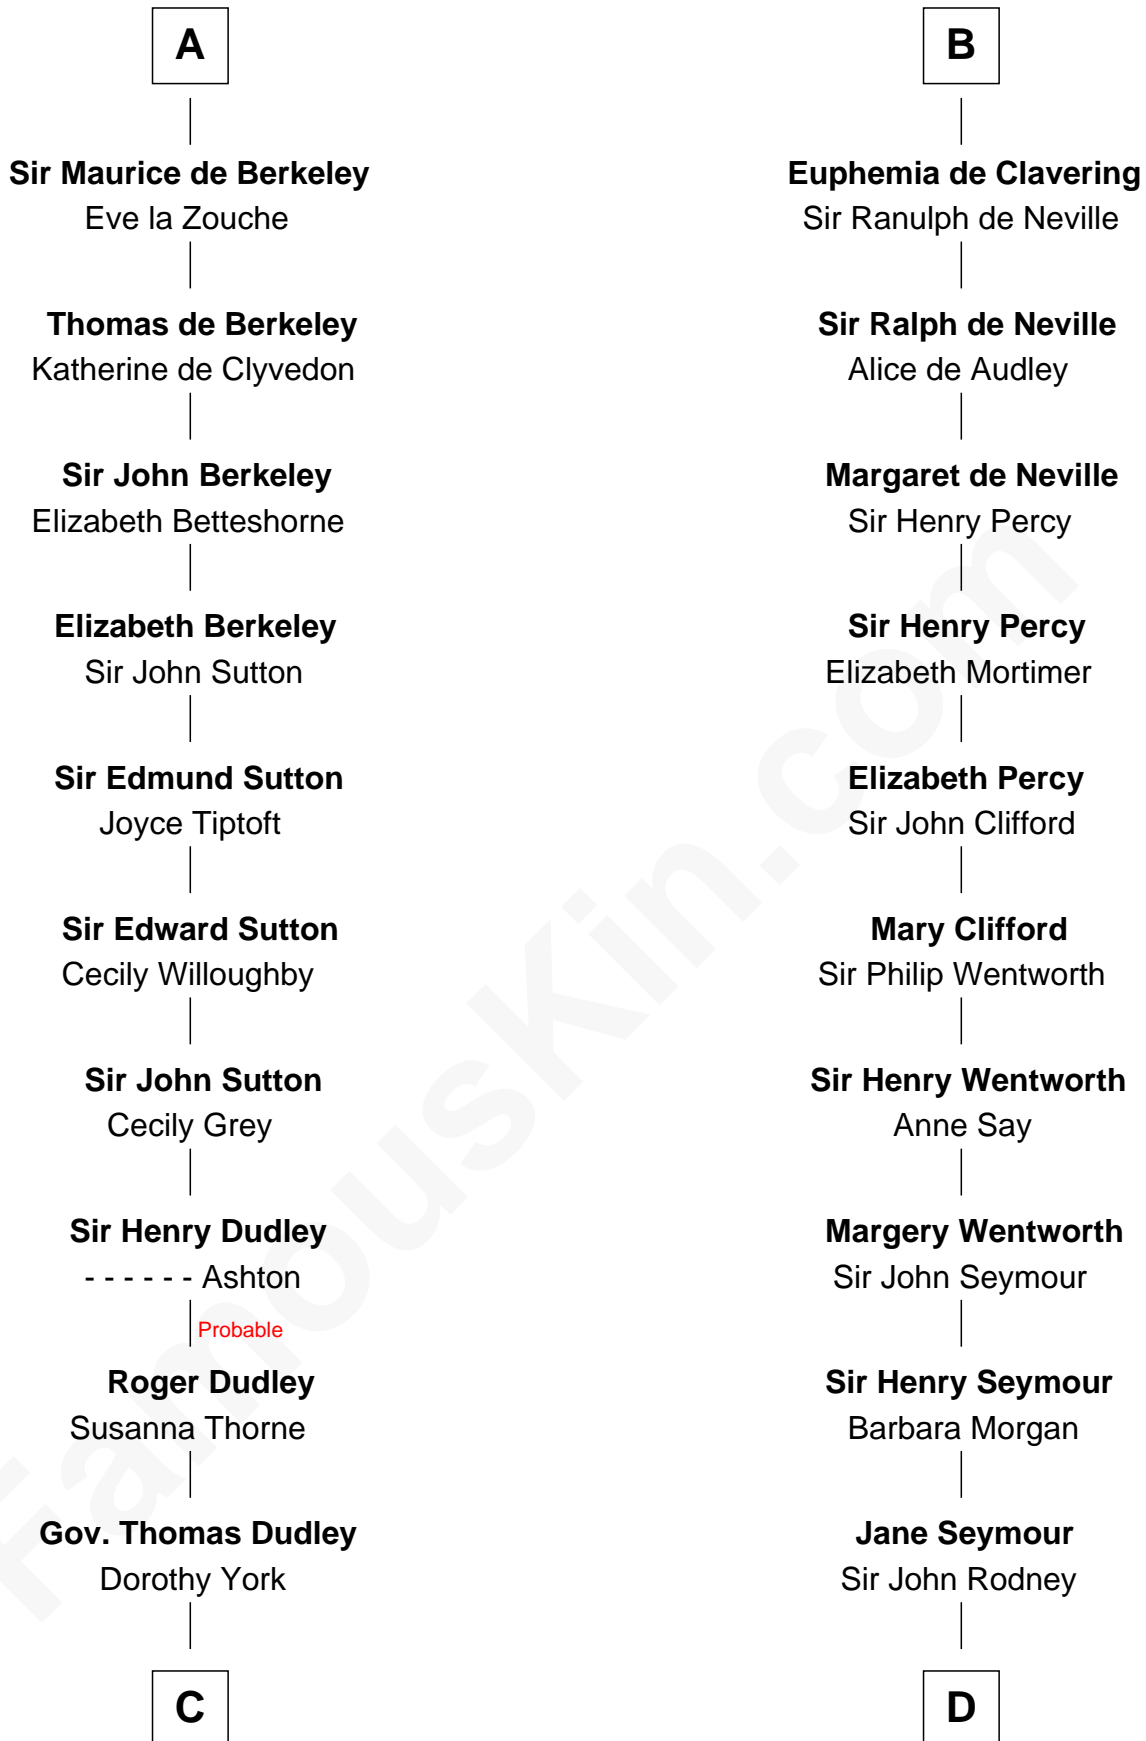 A
Sir Maurice de Berkeley
Eve la Zouche
Thomas de Berkeley
Katherine de Clyvedon
Sir John Berkeley
Elizabeth Betteshorne
Elizabeth Berkeley
Sir John Sutton
Sir Edmund Sutton
Joyce Tiptoft
Sir Edward Sutton
Cecily Willoughby
Sir John Sutton
Cecily Grey
Sir Henry Dudley
- - - - - - Ashton
Probable
Roger Dudley
Susanna Thorne
Gov. Thomas Dudley
Dorothy York
C
B
Euphemia de Clavering
Sir Ranulph de Neville
Sir Ralph de Neville
Alice de Audley
Margaret de Neville
Sir Henry Percy
Sir Henry Percy
Elizabeth Mortimer
Elizabeth Percy
Sir John Clifford
Mary Clifford
Sir Philip Wentworth
Sir Henry Wentworth
Anne Say
Margery Wentworth
Sir John Seymour
Sir Henry Seymour
Barbara Morgan
Jane Seymour
Sir John Rodney
D
FamousKin.com